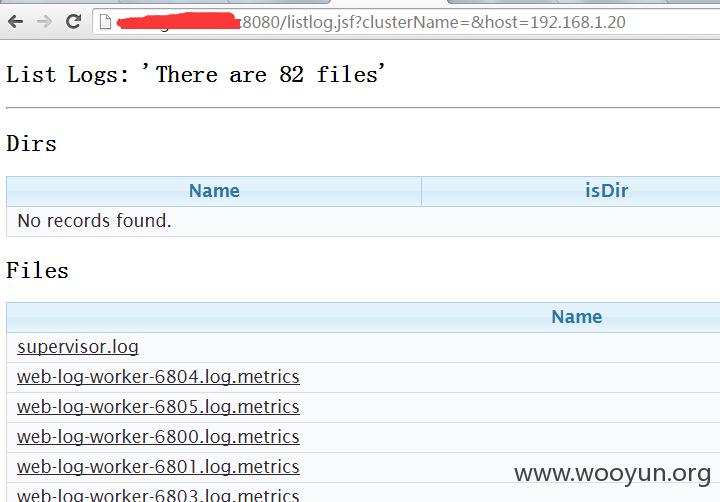 :8080/listlog.jsf?clusterName=&host=192.168.1.20
List Logs: 'There are 82 files'
Dirs
Name isDir
No records found.
Files
Name
supervisor.log
web-log-worker-6804.log.metrics
web-log-worker-6805.log.metrics
web-log-worker-6800.log.metrics
web-log-worker-6801.log.metrics
web-log-worker-6803.log.metrics
www.wooyun.org